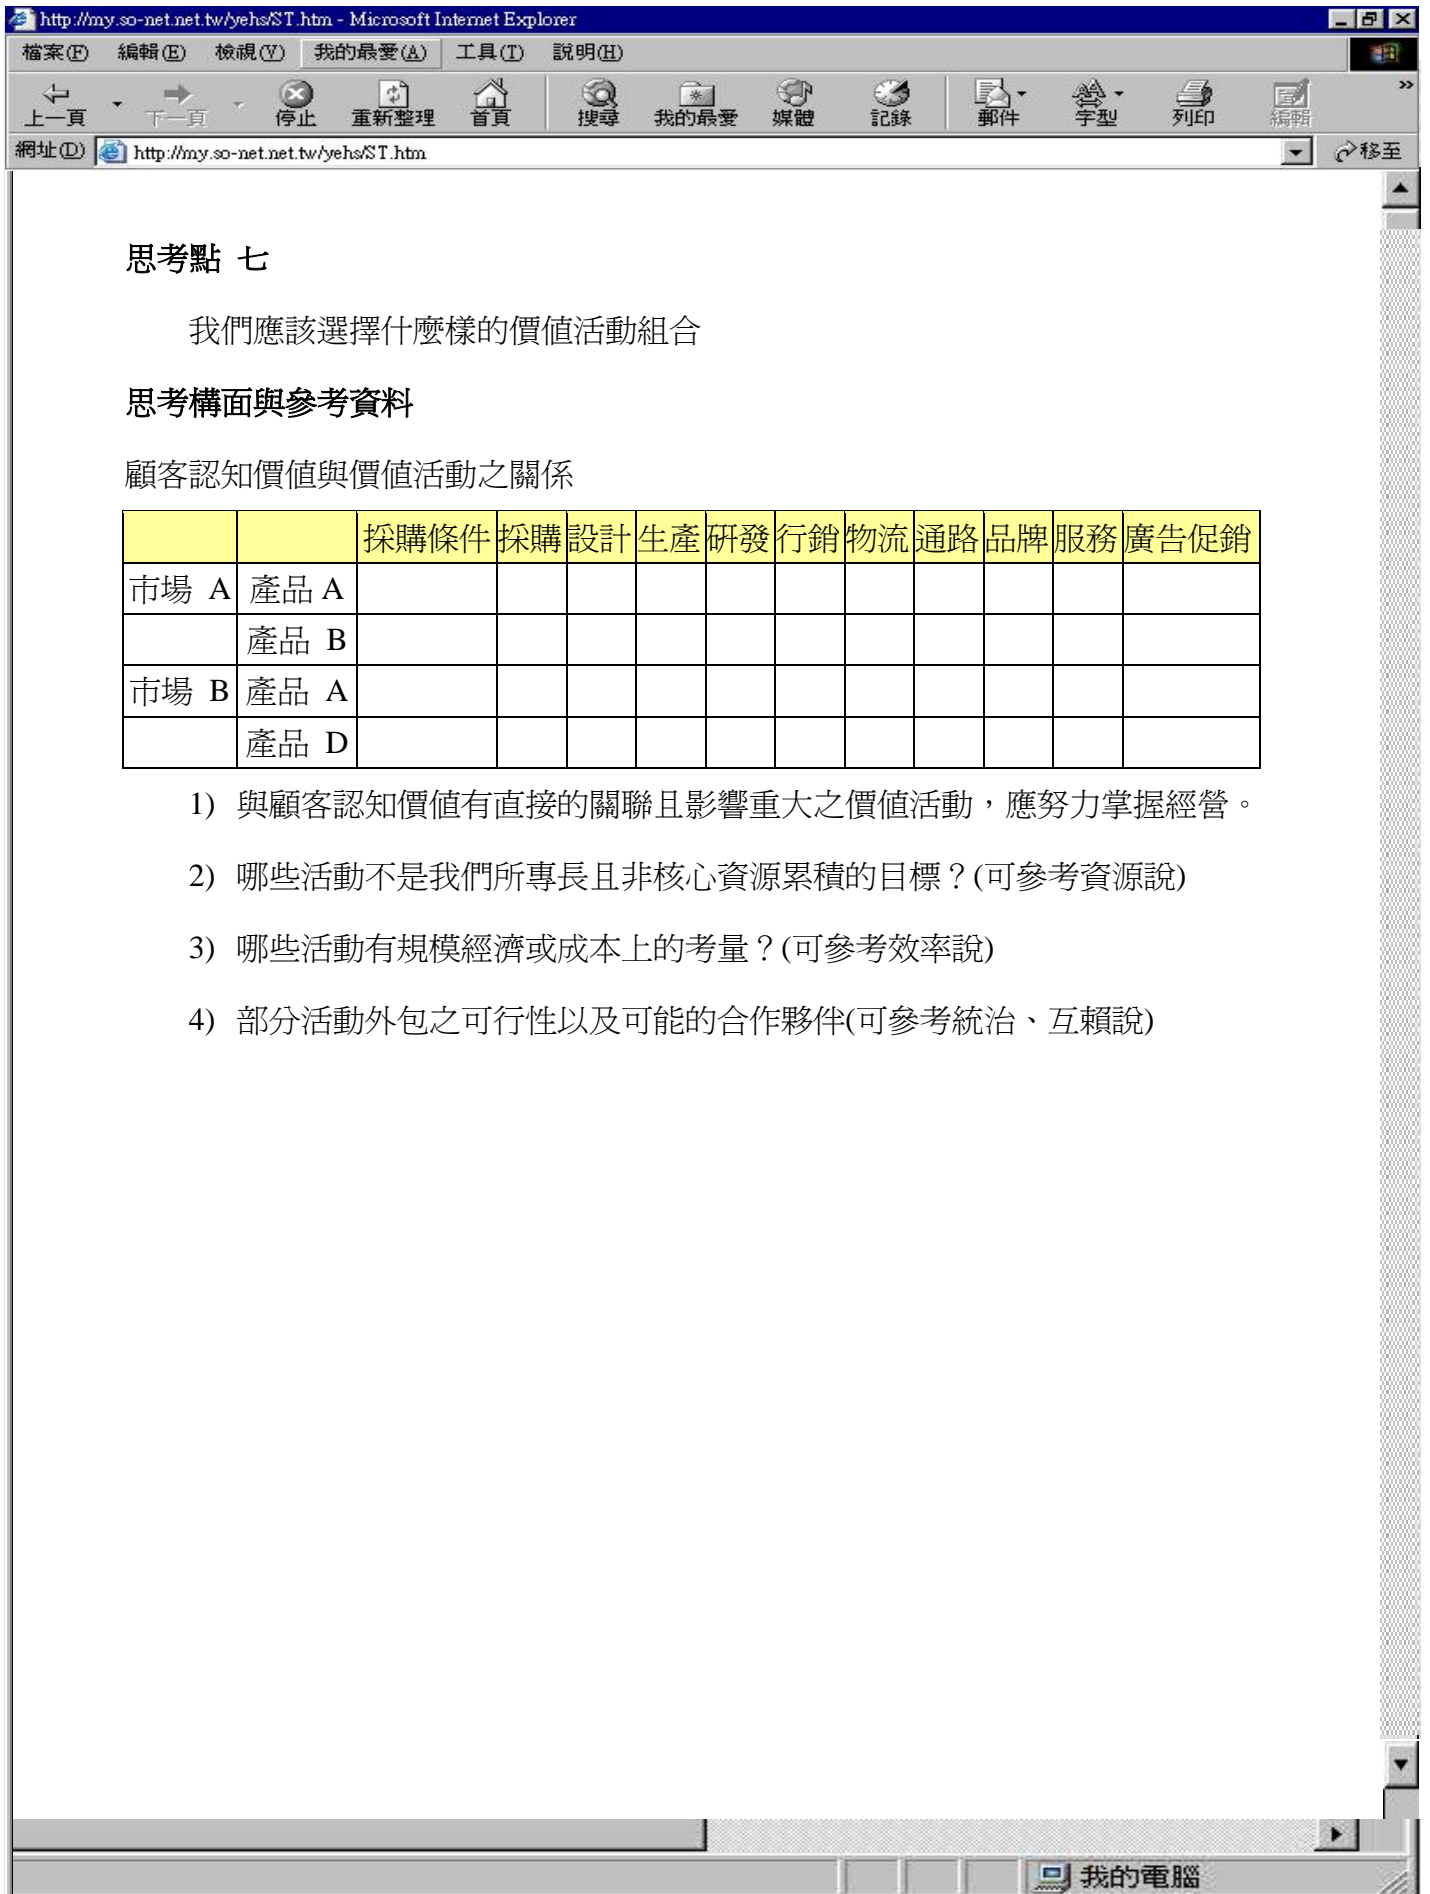 http://my.so-net.net.tw/yehs/ST.htm - Microsoft Internet Explorer
檔案(F) 編輯(E) 檢視(V) 我的最愛(A) 工具(T) 說明(H)
上一頁 下一頁 停止 重新整理 首頁 搜尋 我的最愛 媒體 記錄 郵件 字型 列印 編輯 »
網址(D) http://my.so-net.net.tw/yehs/ST.htm 移至
思考點 七
我們應該選擇什麼樣的價值活動組合
思考構面與參考資料
顧客認知價值與價值活動之關係
採購條件 採購 設計 生產 研發 行銷 物流 通路 品牌 服務 廣告促銷
市場 A 產品 A
產品 B
市場 B 產品 A
產品 D
1) 與顧客認知價值有直接的關聯且影響重大之價值活動，應努力掌握經營。
2) 哪些活動不是我們所專長且非核心資源累積的目標？(可參考資源說)
3) 哪些活動有規模經濟或成本上的考量？(可參考效率說)
4) 部分活動外包之可行性以及可能的合作夥伴(可參考統治、互賴說)
我的電腦